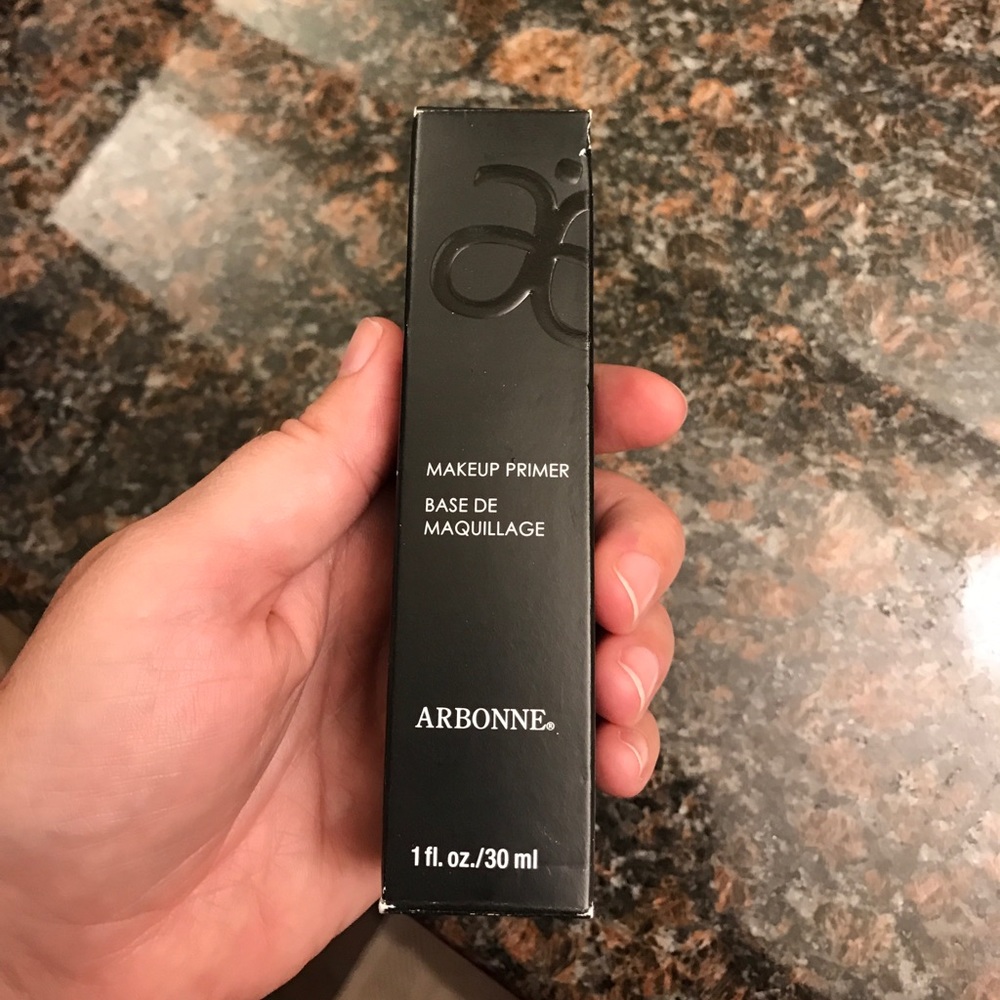 MAKEUP PRIMER
BASE DE
MAQUILLAGE
ARBONNE®
1 fl. oz./30 ml